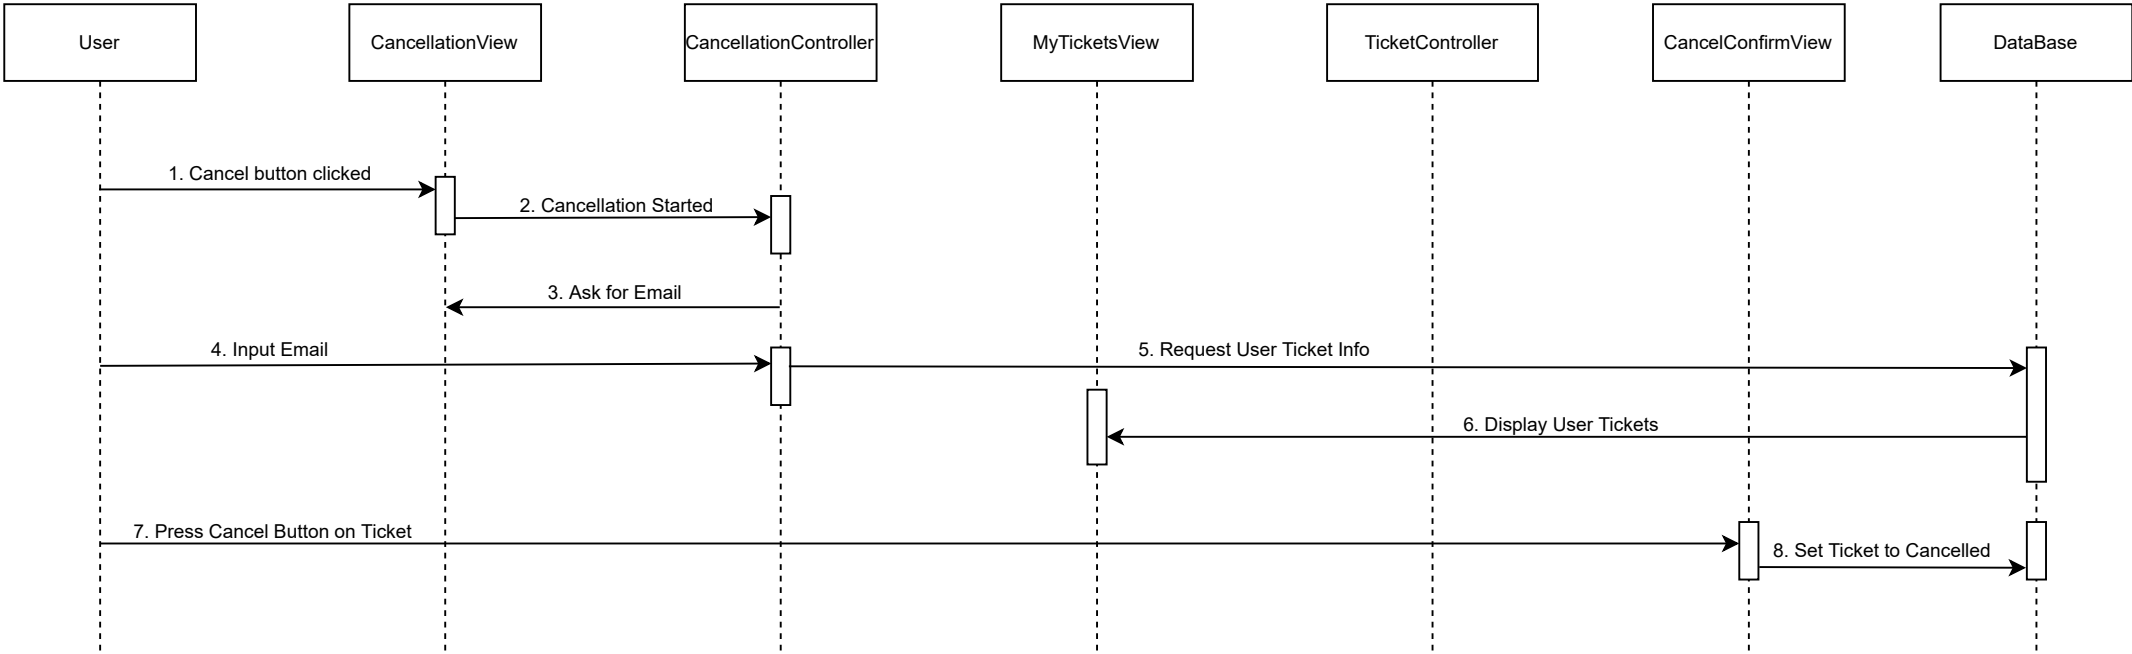 User
CancellationView
CancellationController
MyTicketsView
TicketController
CancelConfirmView
DataBase
1. Cancel button clicked
2. Cancellation Started
3. Ask for Email
4. Input Email
5. Request User Ticket Info
6. Display User Tickets
7. Press Cancel Button on Ticket
8. Set Ticket to Cancelled